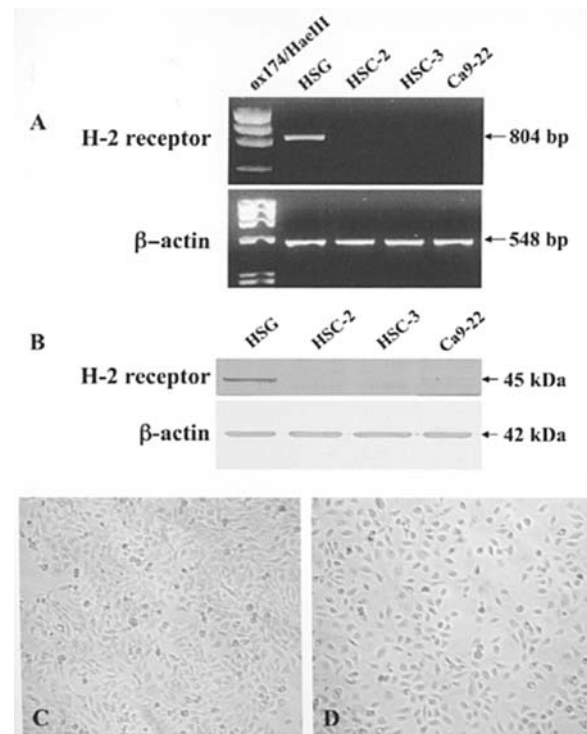 øx174/HaeIII HSG HSC-2 HSC-3 Ca9-22
A
H-2 receptor 804 bp
β-actin 548 bp
HSG HSC-2 HSC-3 Ca9-22
B
H-2 receptor 45 kDa
β-actin 42 kDa
C D